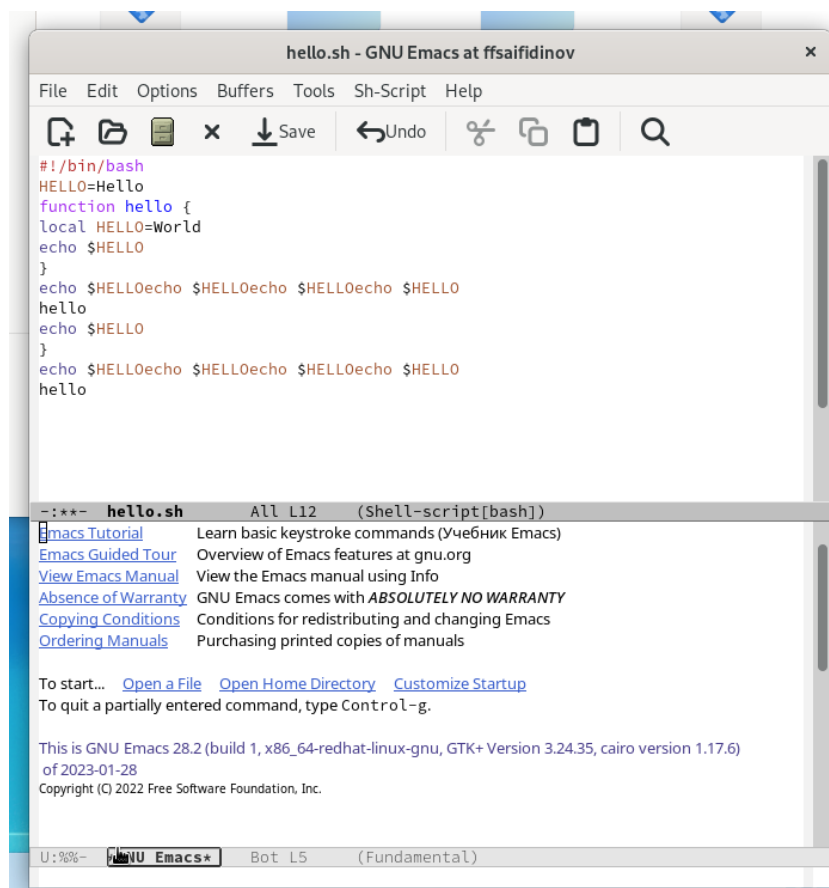 hello.sh - GNU Emacs at ffsaifidinov ×
File Edit Options Buffers Tools Sh-Script Help
Save Undo
#!/bin/bash
HELLO=Hello
function hello {
local HELLO=World
echo $HELLO
}
echo $HELLOecho $HELLOecho $HELLOecho $HELLO
hello
echo $HELLO
}
echo $HELLOecho $HELLOecho $HELLOecho $HELLO
hello
-:**- hello.sh All L12 (Shell-script[bash])
Emacs Tutorial Learn basic keystroke commands (Учебник Emacs)
Emacs Guided Tour Overview of Emacs features at gnu.org
View Emacs Manual View the Emacs manual using Info
Absence of Warranty GNU Emacs comes with ABSOLUTELY NO WARRANTY
Copying Conditions Conditions for redistributing and changing Emacs
Ordering Manuals Purchasing printed copies of manuals
To start... Open a File Open Home Directory Customize Startup
To quit a partially entered command, type Control-g.
This is GNU Emacs 28.2 (build 1, x86_64-redhat-linux-gnu, GTK+ Version 3.24.35, cairo version 1.17.6)
of 2023-01-28
Copyright (C) 2022 Free Software Foundation, Inc.
U:%%- Emacs* Bot L5 (Fundamental)